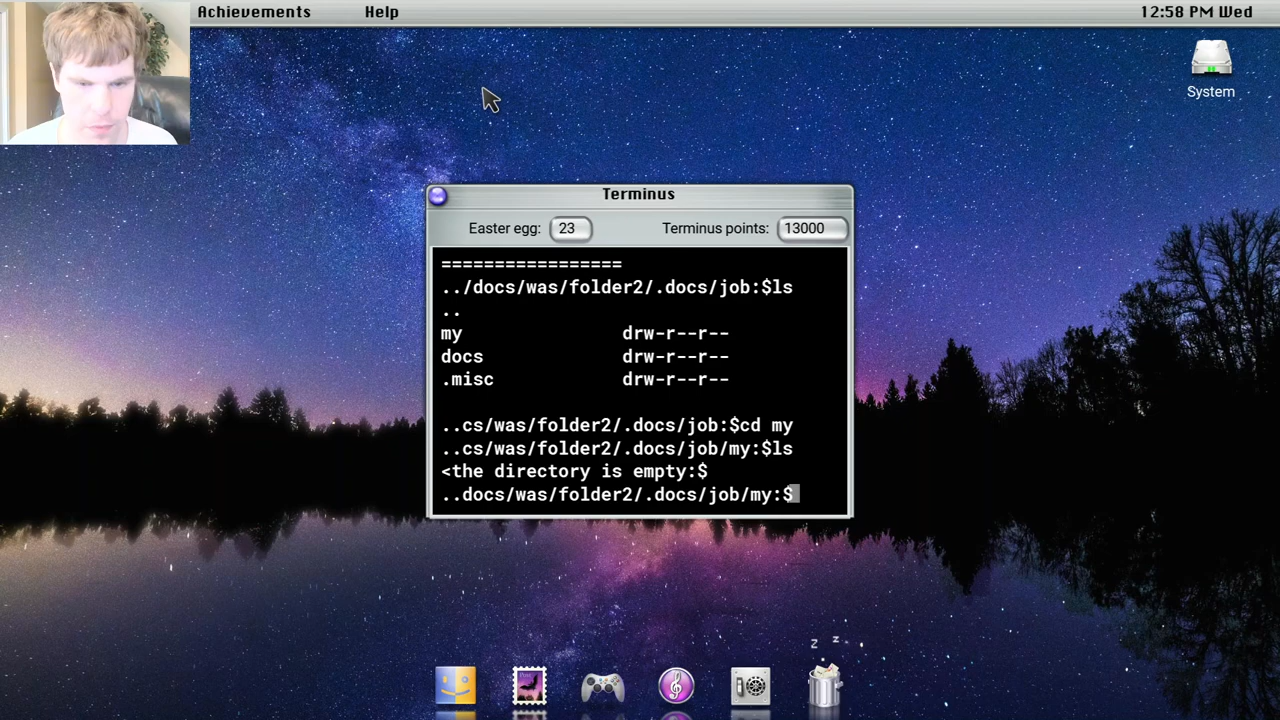 Achievements Help 12:58 PM Wed
System
Terminus
Easter egg: 23 Terminus points: 13000
=================
../docs/was/folder2/.docs/job:$ls
..
my drw-r--r--
docs drw-r--r--
.misc drw-r--r--
..cs/was/folder2/.docs/job:$cd my
..cs/was/folder2/.docs/job/my:$ls
<the directory is empty:$
..docs/was/folder2/.docs/job/my:$
z z